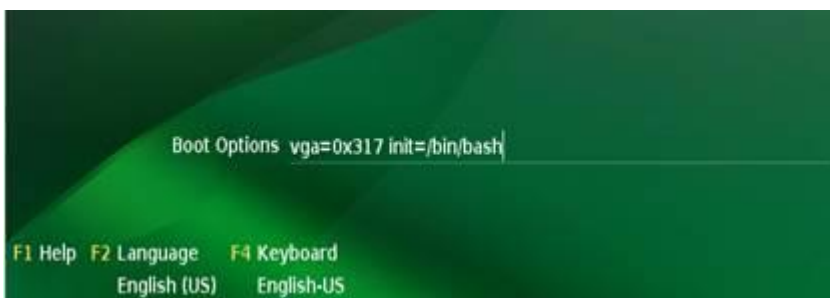 Boot Options vga=0x317 init=/bin/bash
F1 Help F2 Language F4 Keyboard
English (US) English-US